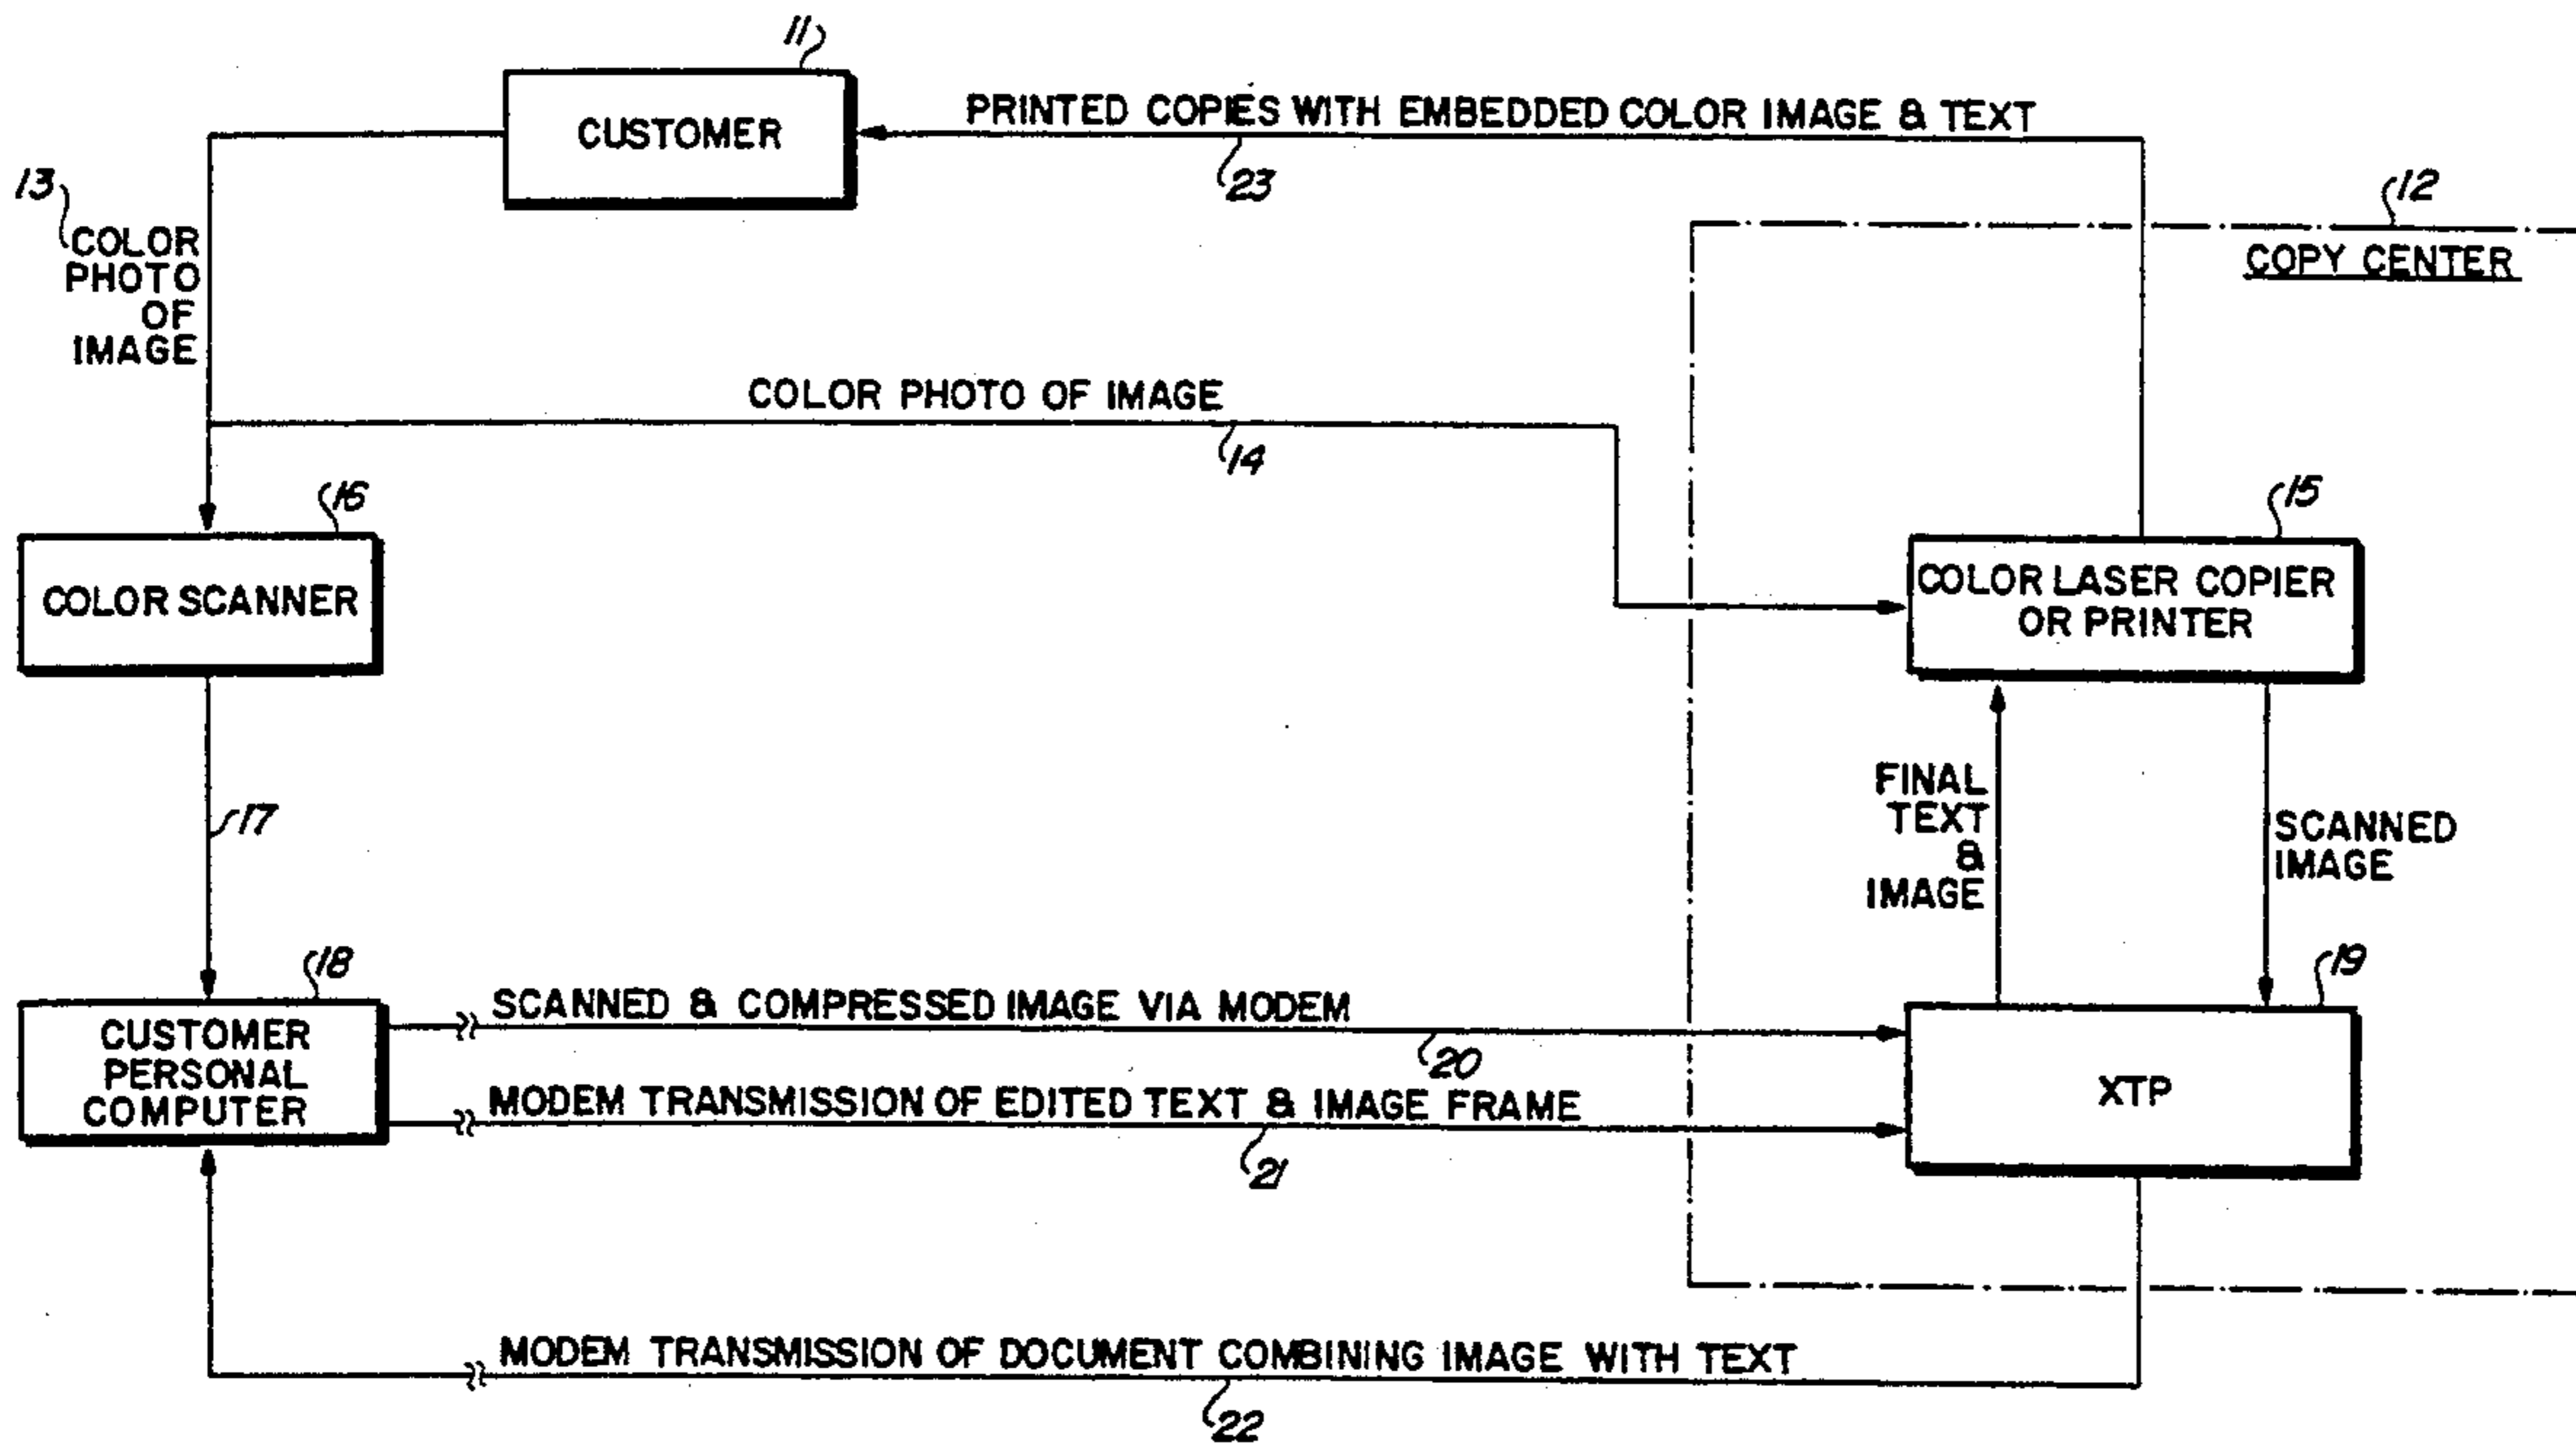 11
CUSTOMER
PRINTED COPIES WITH EMBEDDED COLOR IMAGE & TEXT
23
12
COPY CENTER
13
COLOR
PHOTO
OF
IMAGE
COLOR PHOTO OF IMAGE
14
16
COLOR SCANNER
15
COLOR LASER COPIER
OR PRINTER
17
FINAL
TEXT
&
IMAGE
SCANNED
IMAGE
18
CUSTOMER
PERSONAL
COMPUTER
SCANNED & COMPRESSED IMAGE VIA MODEM
20
MODEM TRANSMISSION OF EDITED TEXT & IMAGE FRAME
21
19
XTP
MODEM TRANSMISSION OF DOCUMENT COMBINING IMAGE WITH TEXT
22